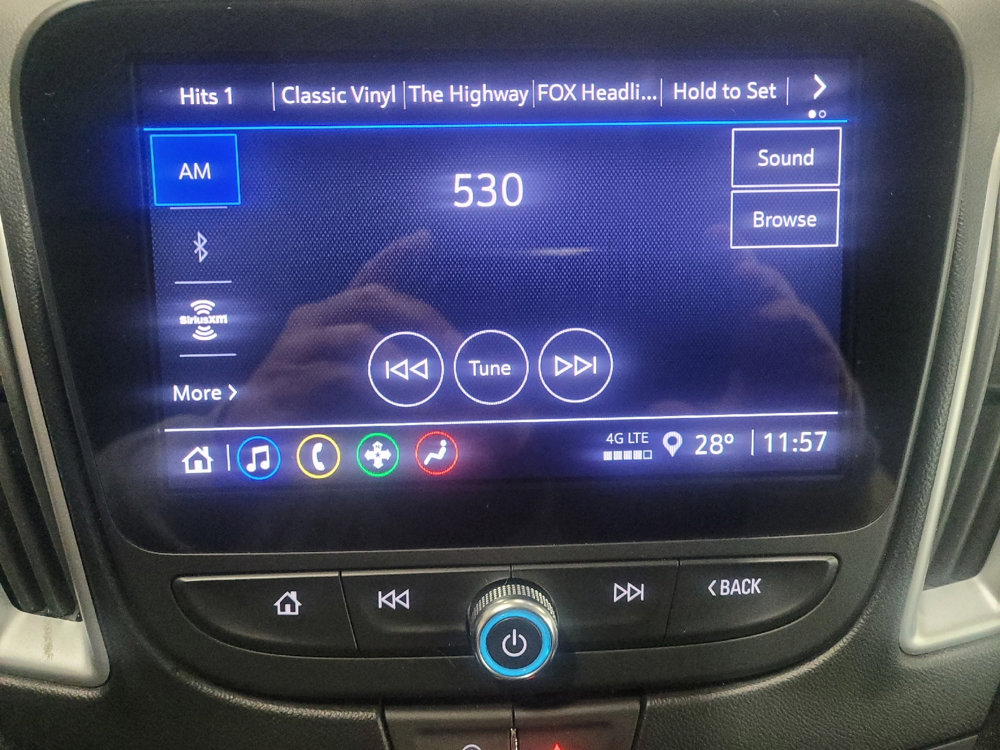 Hits 1 Classic Vinyl The Highway FOX Headli... Hold to Set
AM
530
Sound
Browse
SiriusXM
More
Tune
4G LTE
28° 11:57
BACK